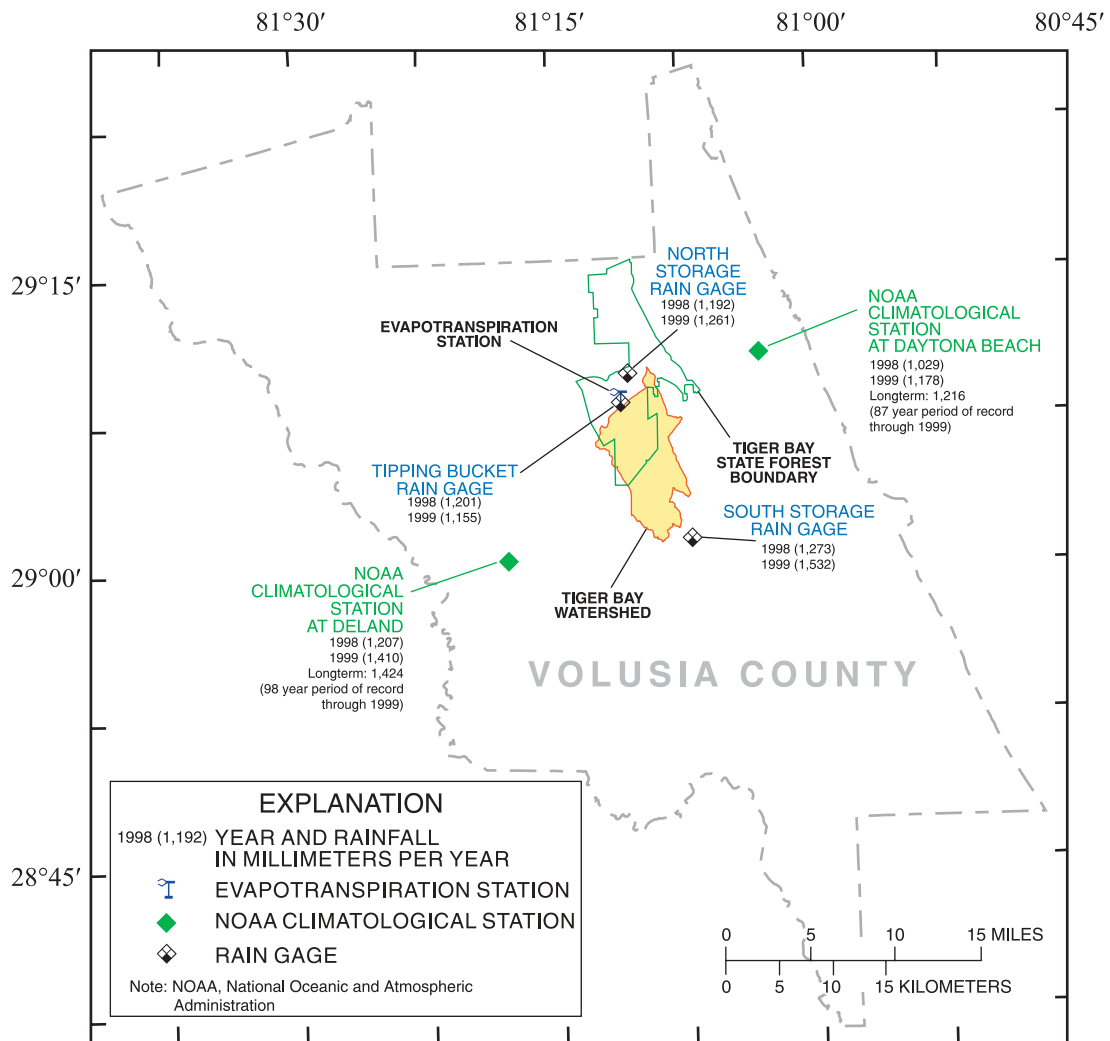 81°30′
81°15′
81°00′
80°45′
29°15′
29°00′
28°45′
NORTH
STORAGE
RAIN GAGE
1998 (1,192)
1999 (1,261)
EVAPOTRANSPIRATION
STATION
NOAA
CLIMATOLOGICAL
STATION
AT DAYTONA BEACH
1998 (1,029)
1999 (1,178)
Longterm: 1,216
(87 year period of record
through 1999)
TIGER BAY
STATE FOREST
BOUNDARY
TIPPING BUCKET
RAIN GAGE
1998 (1,201)
1999 (1,155)
SOUTH STORAGE
RAIN GAGE
1998 (1,273)
1999 (1,532)
NOAA
CLIMATOLOGICAL
STATION
AT DELAND
1998 (1,207)
1999 (1,410)
Longterm: 1,424
(98 year period of record
through 1999)
TIGER BAY
WATERSHED
VOLUSIA COUNTY
EXPLANATION
1998 (1,192) YEAR AND RAINFALL
IN MILLIMETERS PER YEAR
EVAPOTRANSPIRATION STATION
NOAA CLIMATOLOGICAL STATION
RAIN GAGE
Note: NOAA, National Oceanic and Atmospheric
Administration
0 5 10 15 MILES
0 5 10 15 KILOMETERS